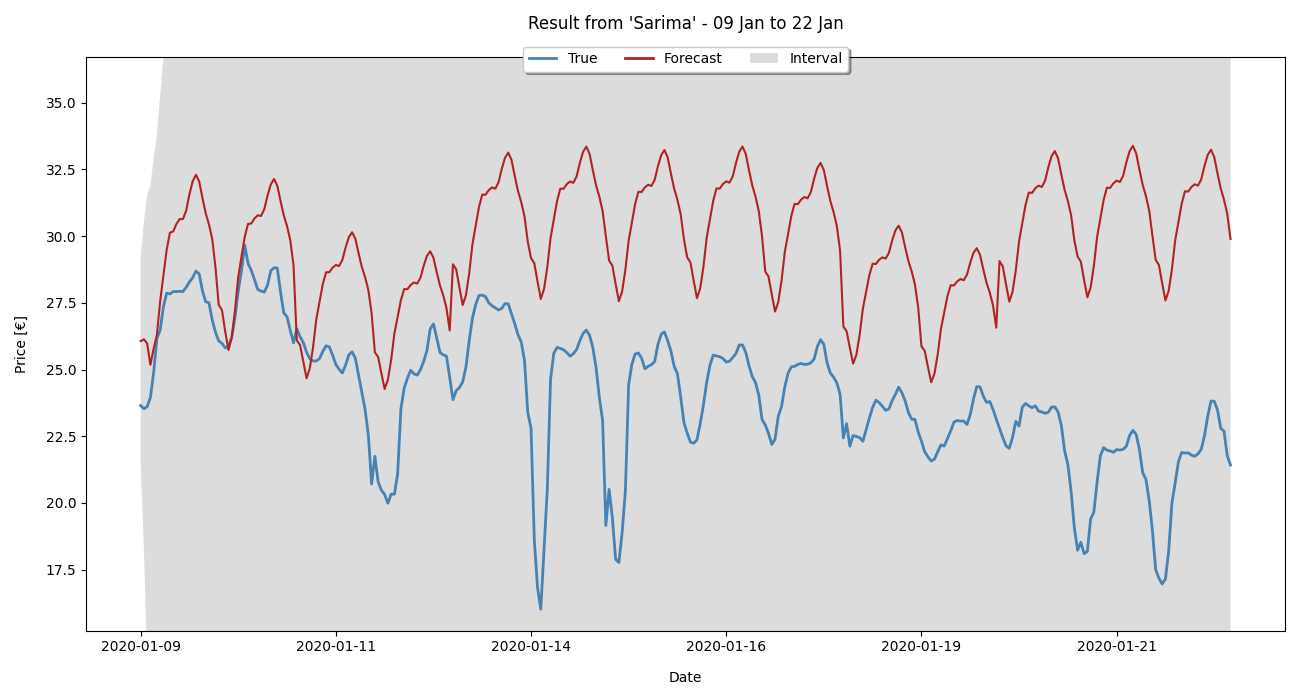 Result from 'Sarima' - 09 Jan to 22 Jan
True Forecast Interval
Price [€]
35.0
32.5
30.0
27.5
25.0
22.5
20.0
17.5
2020-01-09 2020-01-11 2020-01-14 2020-01-16 2020-01-19 2020-01-21
Date